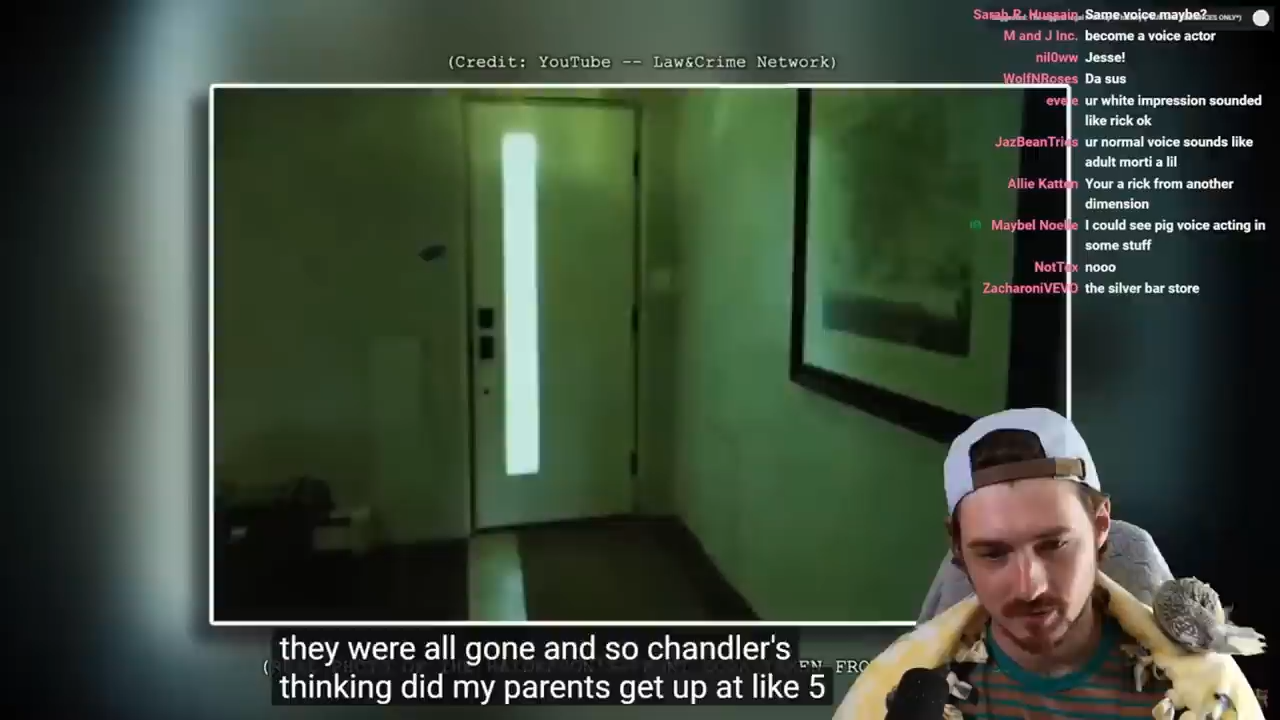 (Credit: YouTube -- Law&Crime Network)
Sarah R. Hussain Same voice maybe?
M and J Inc. become a voice actor
nil0ww Jesse!
WolfNRoses Da sus
ur white impression sounded
like rick ok
JazBeanTrics ur normal voice sounds like
adult morti a lil
Allie Katten Your a rick from another
dimension
Maybel Noelle I could see pig voice acting in
some stuff
NotTex nooo
ZacharoniVEVO the silver bar store
they were all gone and so chandler's
thinking did my parents get up at like 5